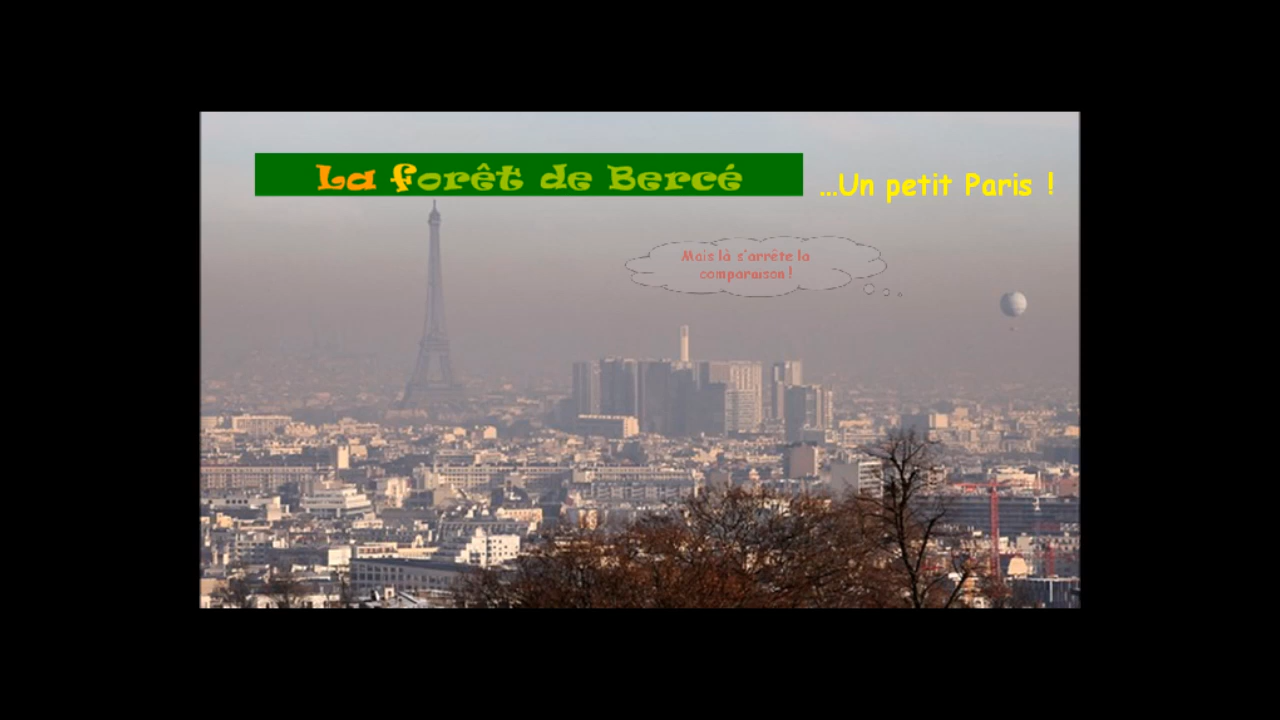 La forêt de Bercé
...Un petit Paris !
Mais là s'arrête la
comparaison !